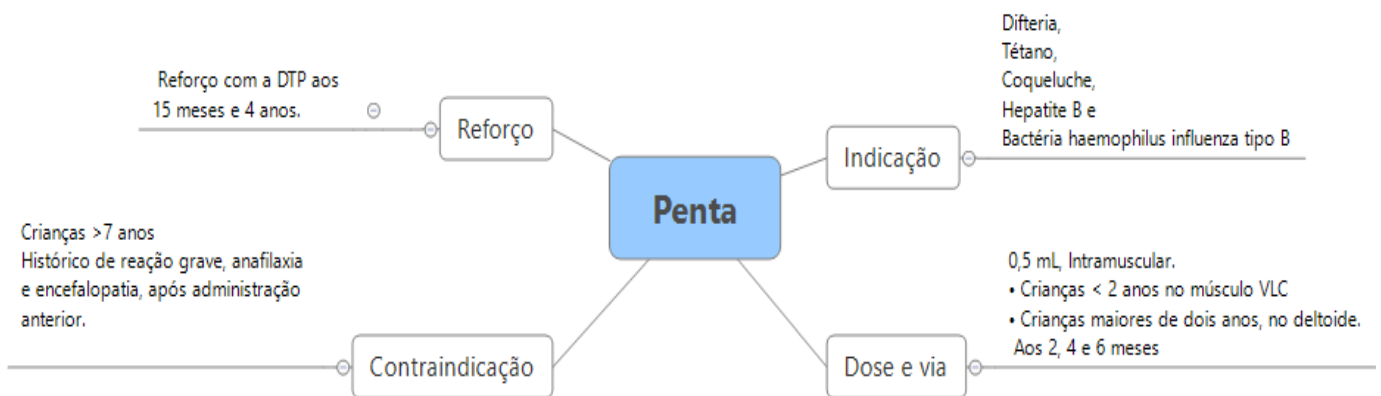 Penta
Reforço
Reforço com a DTP aos
15 meses e 4 anos.
Indicação
Difteria,
Tétano,
Coqueluche,
Hepatite B e
Bactéria haemophilus influenza tipo B
Contraindicação
Crianças >7 anos
Histórico de reação grave, anafilaxia
e encefalopatia, após administração
anterior.
Dose e via
0,5 mL, Intramuscular.
• Crianças < 2 anos no músculo VLC
• Crianças maiores de dois anos, no deltoide.
Aos 2, 4 e 6 meses